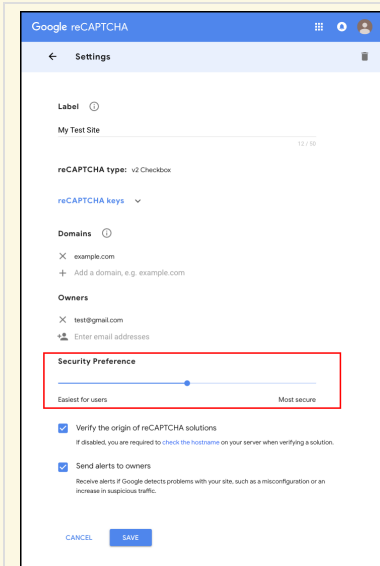 Google reCAPTCHA
Settings
Label
My Test Site
12 / 50
reCAPTCHA type: v2 Checkbox
reCAPTCHA keys
Domains
example.com
Add a domain, e.g. example.com
Owners
test@gmail.com
Enter email addresses
Security Preference
Easiest for users Most secure
Verify the origin of reCAPTCHA solutions
If disabled, you are required to check the hostname on your server when verifying a solution.
Send alerts to owners
Receive alerts if Google detects problems with your site, such as a misconfiguration or an
increase in suspicious traffic.
CANCEL SAVE